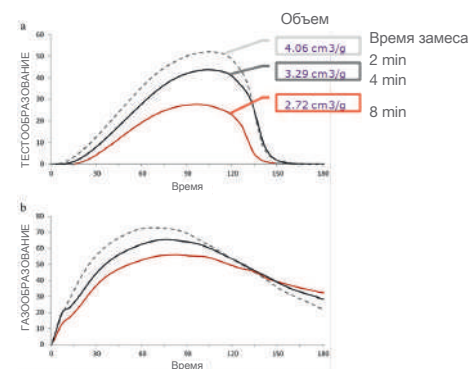 Объем
Время замеса
a
4.06 cm3/g
2 min
3.29 cm3/g
4 min
2.72 cm3/g
8 min
ТЕСТООБРАЗОВАНИЕ
60
50
40
30
20
10
0
0 30 60 90 120 150 180
Время
b
ГАЗООБРАЗОВАНИЕ
80
70
60
50
40
30
20
10
0
0 30 60 90 120 150 180
Время